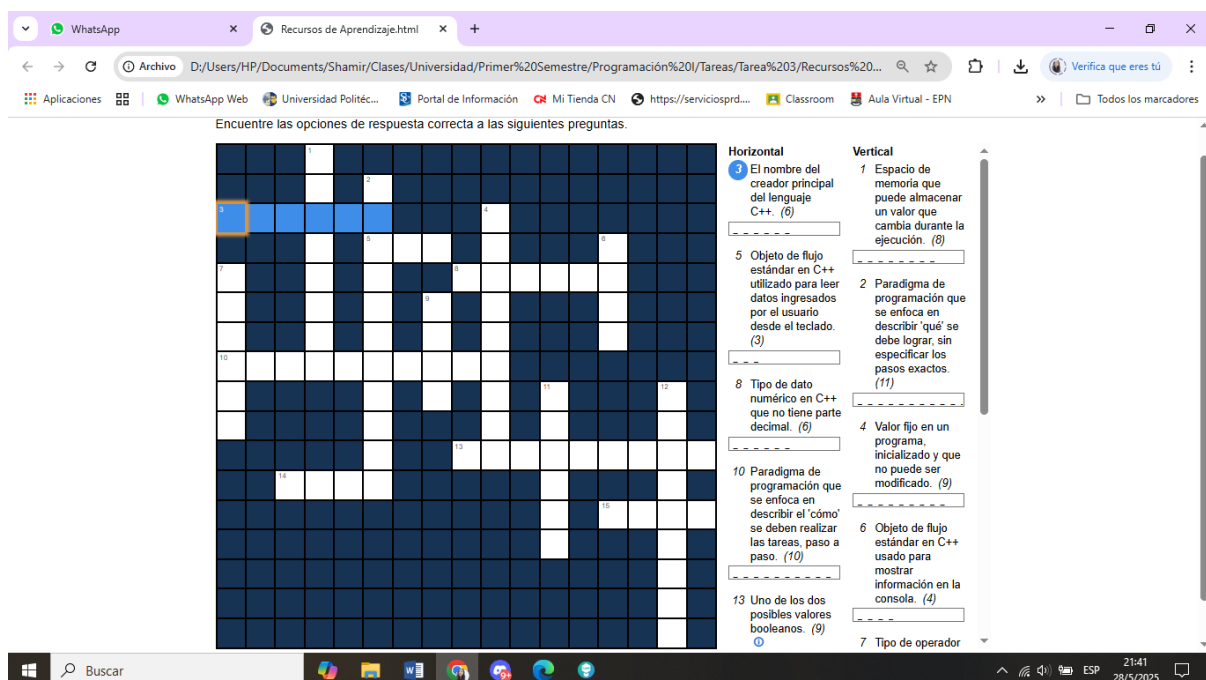 WhatsApp
Recursos de Aprendizaje.html
Archivo
D:/Users/HP/Documents/Shamir/Clases/Universidad/Primer%20Semestre/Programación%20I/Tareas/Tarea%203/Recursos%20...
Verifica que eres tú
Aplicaciones
WhatsApp Web
Universidad Politéc...
Portal de Información
CN Mi Tienda CN
https://serviciosprd....
Classroom
Aula Virtual - EPN
»
Todos los marcadores
Encuentre las opciones de respuesta correcta a las siguientes preguntas.
1
2
3
4
5
6
7
8
9
10
11
12
13
14
15
Horizontal
3 El nombre del
creador principal
del lenguaje
C++. (6)
_ _ _ _ _ _
5 Objeto de flujo
estándar en C++
utilizado para leer
datos ingresados
por el usuario
desde el teclado.
(3)
_ _ _
8 Tipo de dato
numérico en C++
que no tiene parte
decimal. (6)
_ _ _ _ _ _
10 Paradigma de
programación que
se enfoca en
describir el 'cómo'
se deben realizar
las tareas, paso a
paso. (10)
_ _ _ _ _ _ _ _ _ _
13 Uno de los dos
posibles valores
booleanos. (9)
Vertical
1 Espacio de
memoria que
puede almacenar
un valor que
cambia durante la
ejecución. (8)
_ _ _ _ _ _ _ _
2 Paradigma de
programación que
se enfoca en
describir 'qué' se
debe lograr, sin
especificar los
pasos exactos.
(11)
_ _ _ _ _ _ _ _ _ _ _
4 Valor fijo en un
programa,
inicializado y que
no puede ser
modificado. (9)
_ _ _ _ _ _ _ _ _
6 Objeto de flujo
estándar en C++
usado para
mostrar
información en la
consola. (4)
_ _ _ _
7 Tipo de operador
Buscar
ESP
21:41
28/5/2025